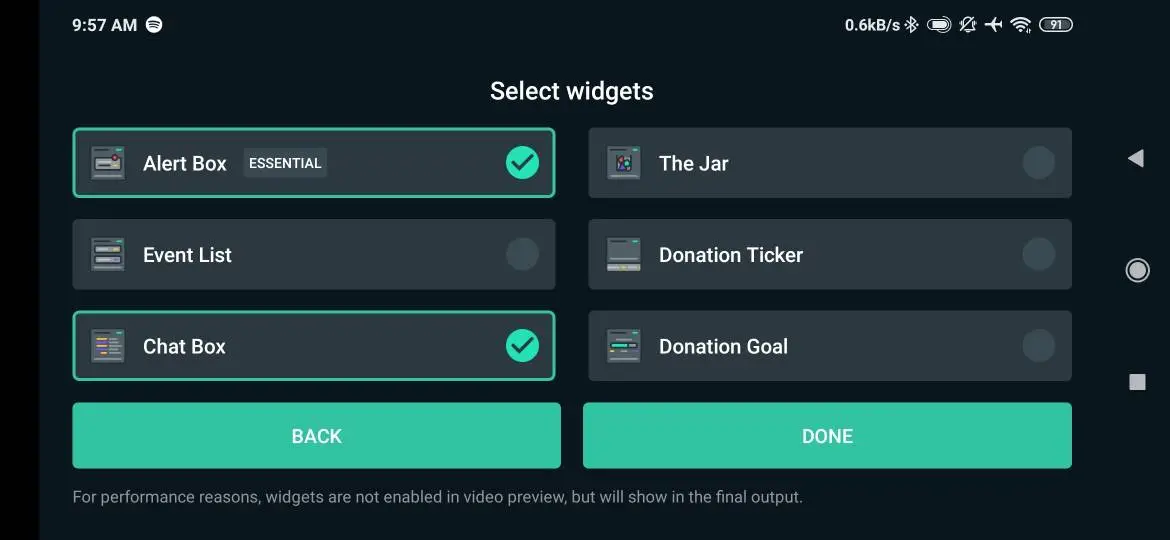 9:57 AM 0.6kB/s 91
Select widgets
Alert Box ESSENTIAL The Jar
Event List Donation Ticker
Chat Box Donation Goal
BACK DONE
For performance reasons, widgets are not enabled in video preview, but will show in the final output.